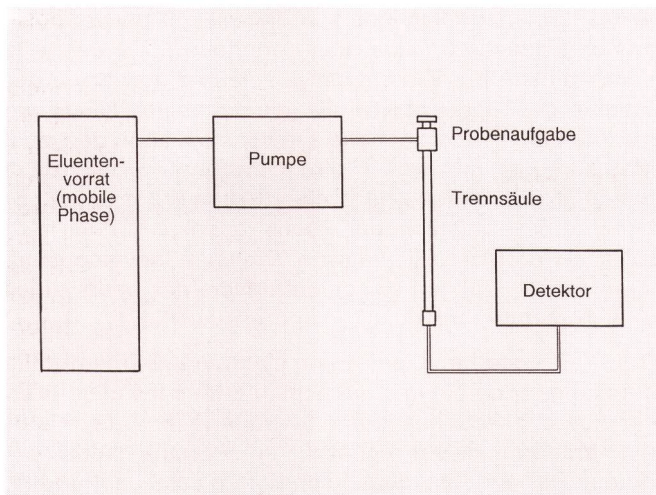 Eluenten-
vorrat
(mobile
Phase)
Pumpe
Probenaufgabe
Trennsäule
Detektor